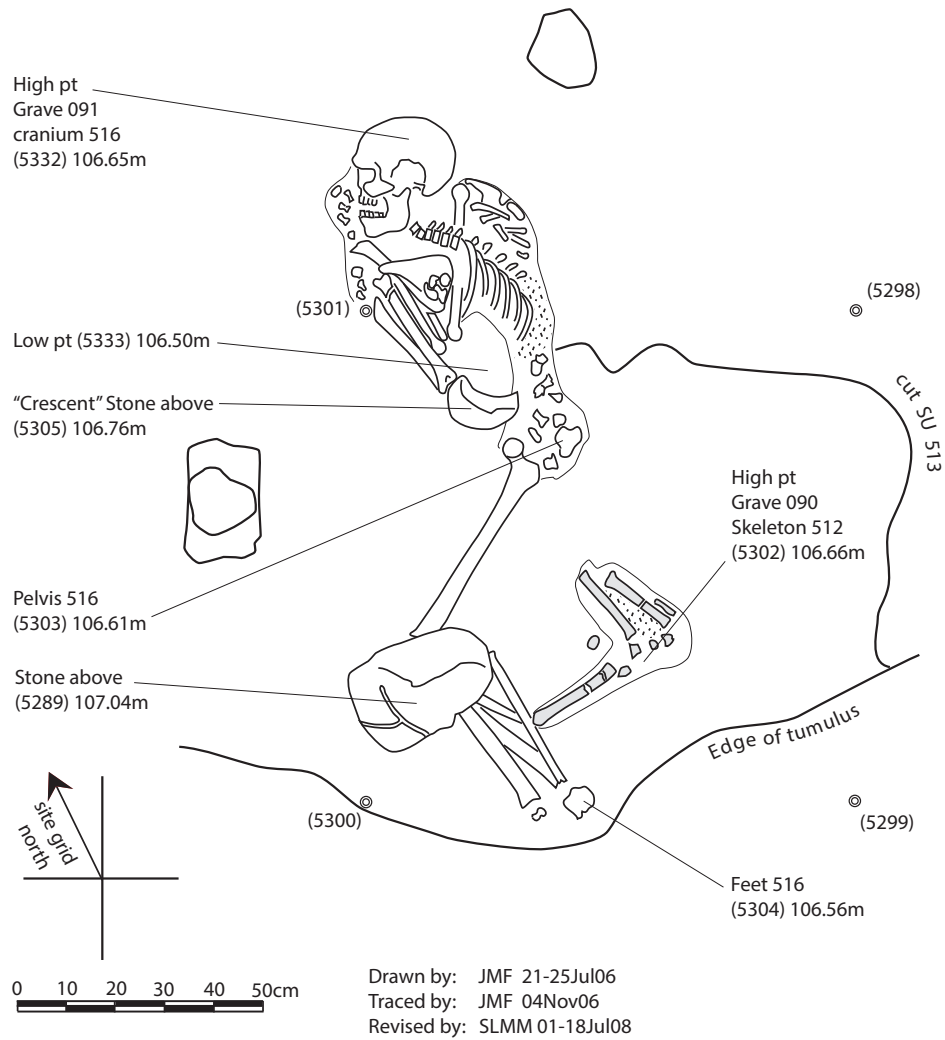 High pt
Grave 091
cranium 516
(5332) 106.65m
(5301)
(5298)
Low pt (5333) 106.50m
"Crescent" Stone above
(5305) 106.76m
cut SU 513
High pt
Grave 090
Skeleton 512
(5302) 106.66m
Pelvis 516
(5303) 106.61m
Stone above
(5289) 107.04m
Edge of tumulus
site grid
north
(5300)
(5299)
Feet 516
(5304) 106.56m
0 10 20 30 40 50cm
Drawn by: JMF 21-25Jul06
Traced by: JMF 04Nov06
Revised by: SLMM 01-18Jul08